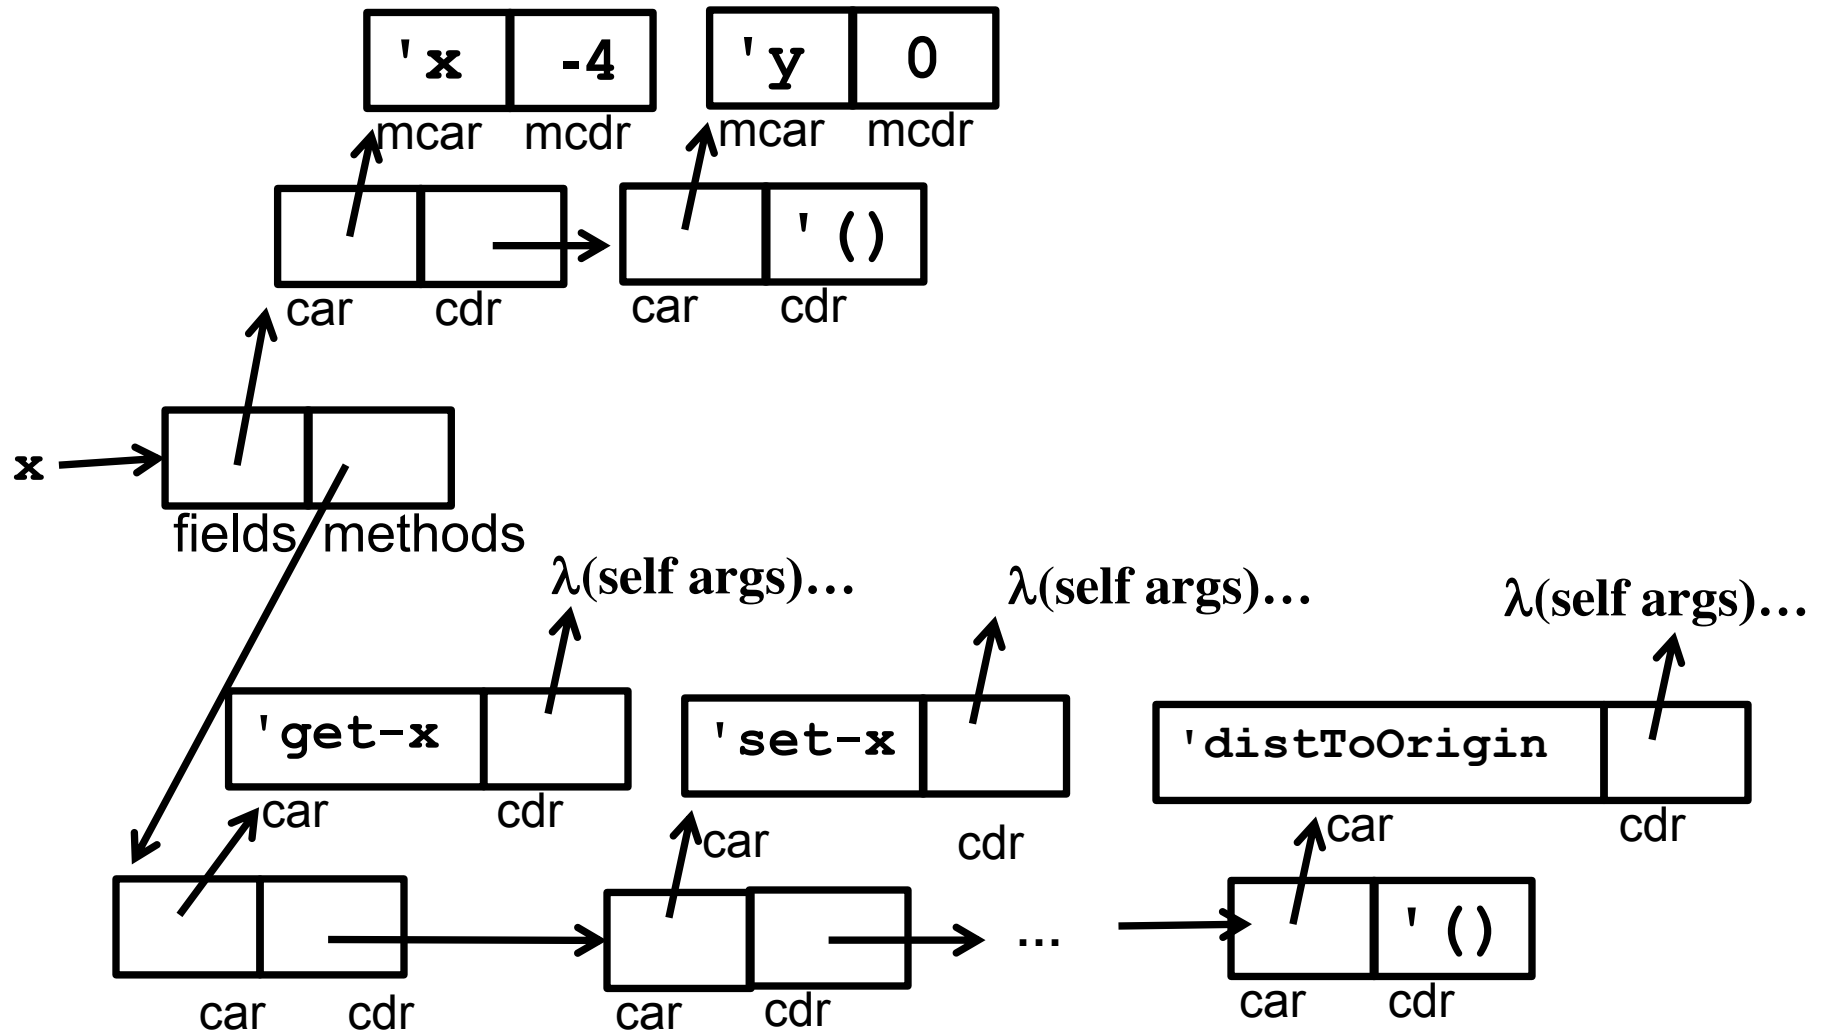 'x -4 'y 0
mcar mcdr mcar mcdr
'()
car cdr car cdr
x
fields methods
λ(self args)… λ(self args)… λ(self args)…
'get-x 'set-x 'distToOrigin
car cdr car cdr car cdr
… '()
car cdr car cdr car cdr